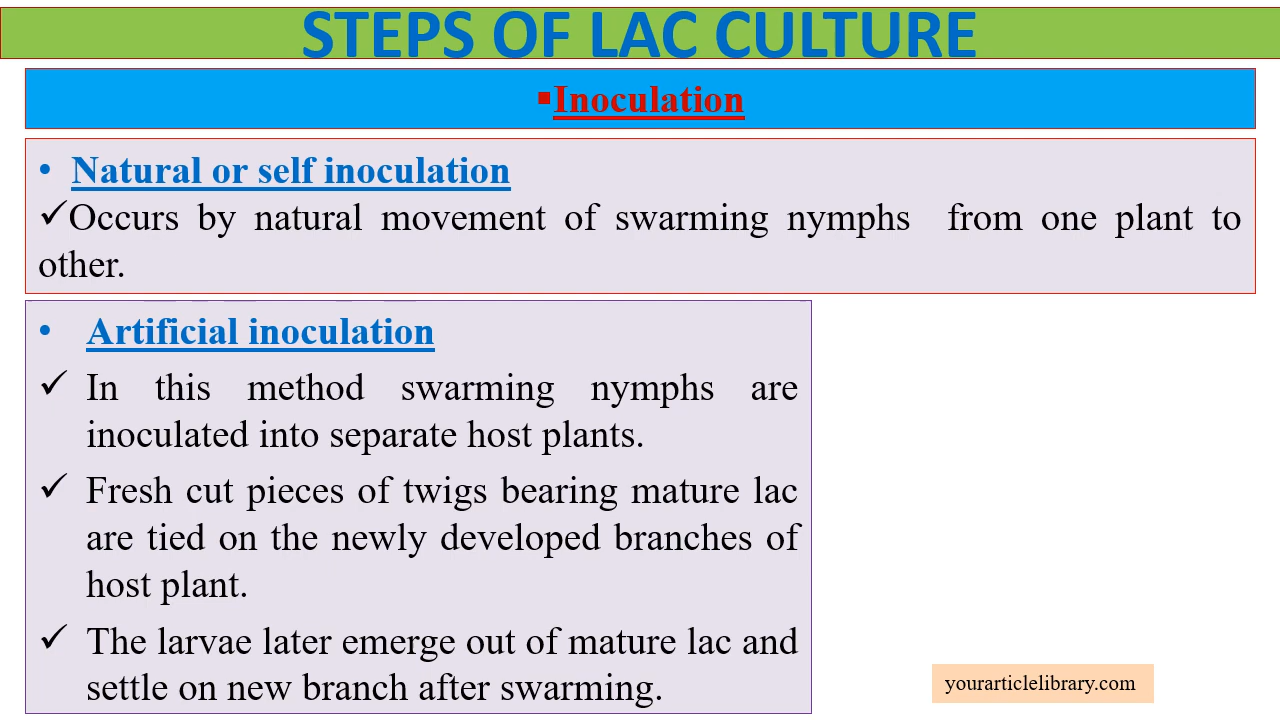 STEPS OF LAC CULTURE
▪Inoculation
• Natural or self inoculation
✓Occurs by natural movement of swarming nymphs from one plant to
other.
• Artificial inoculation
✓ In this method swarming nymphs are
inoculated into separate host plants.
✓ Fresh cut pieces of twigs bearing mature lac
are tied on the newly developed branches of
host plant.
✓ The larvae later emerge out of mature lac and
settle on new branch after swarming.
yourarticlelibrary.com